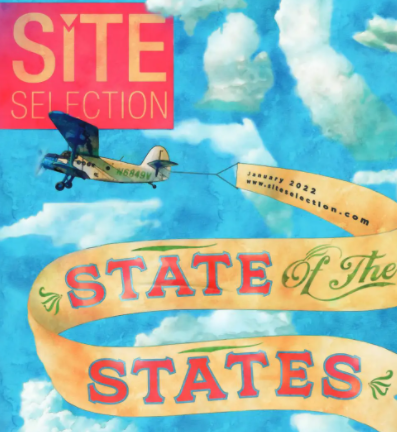 SiTE
SELECTION
N6649V
January 2022
www.siteselection.com
STATE Of The
STATES